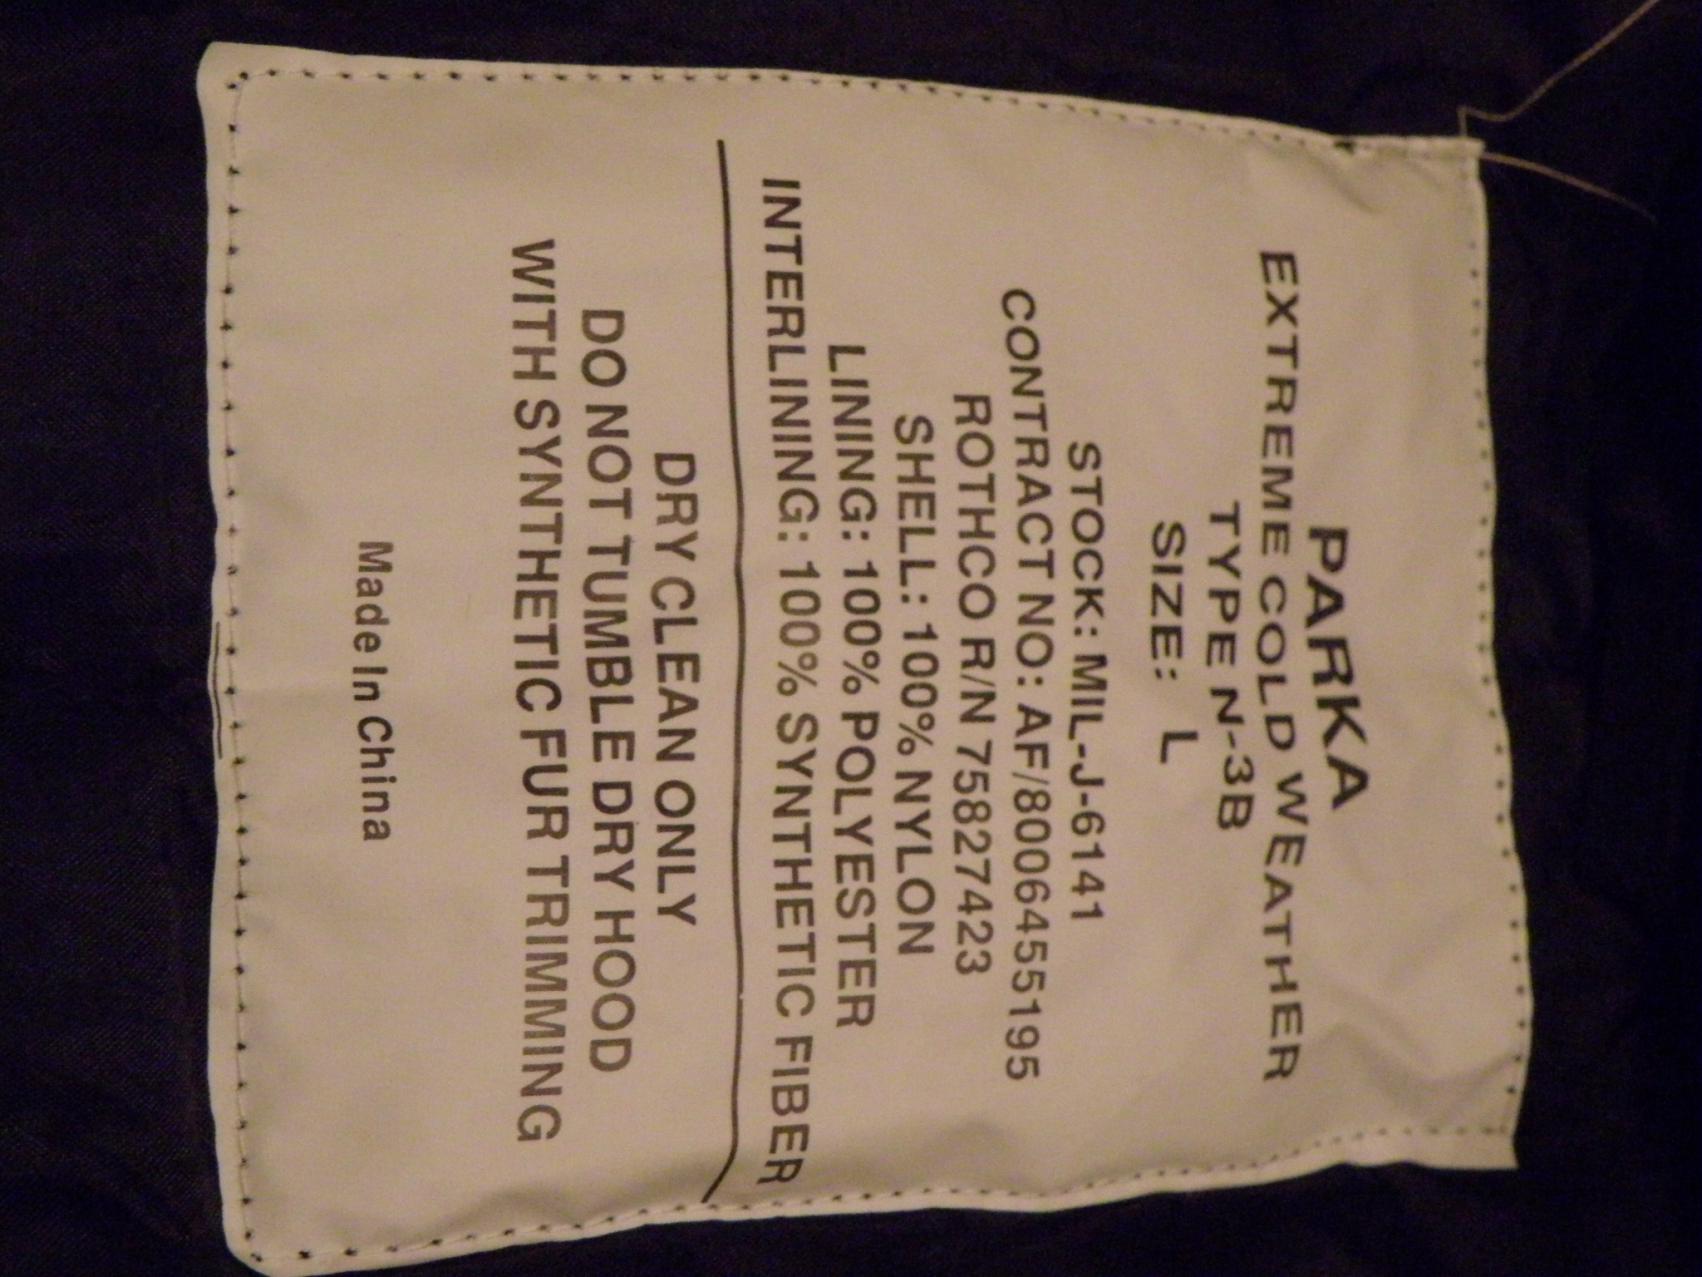 PARKA
EXTREME COLD WEATHER
TYPE N-3B
SIZE: L
STOCK: MIL-J-6141
CONTRACT NO: AF/8006455195
ROTHCO R/N 75827423
SHELL: 100% NYLON
LINING: 100% POLYESTER
INTERLINING: 100% SYNTHETIC FIBER
DRY CLEAN ONLY
DO NOT TUMBLE DRY HOOD
WITH SYNTHETIC FUR TRIMMING
Made In China